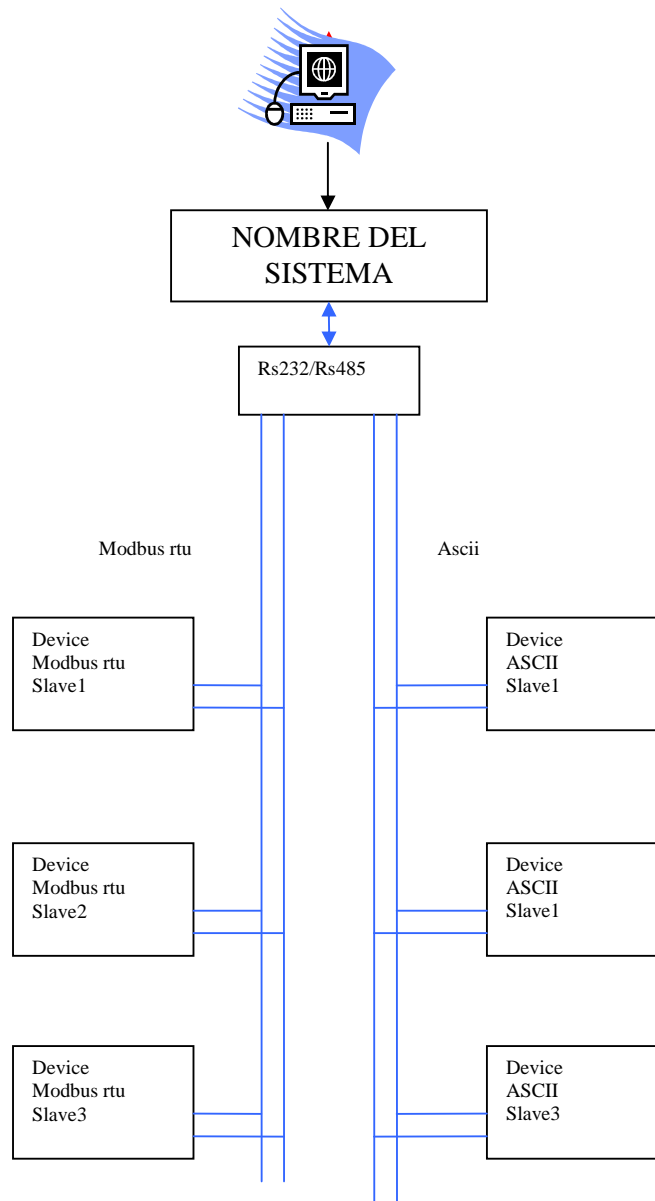 NOMBRE DEL
SISTEMA
Rs232/Rs485
Modbus rtu
Ascii
Device
Modbus rtu
Slave1
Device
ASCII
Slave1
Device
Modbus rtu
Slave2
Device
ASCII
Slave1
Device
Modbus rtu
Slave3
Device
ASCII
Slave3